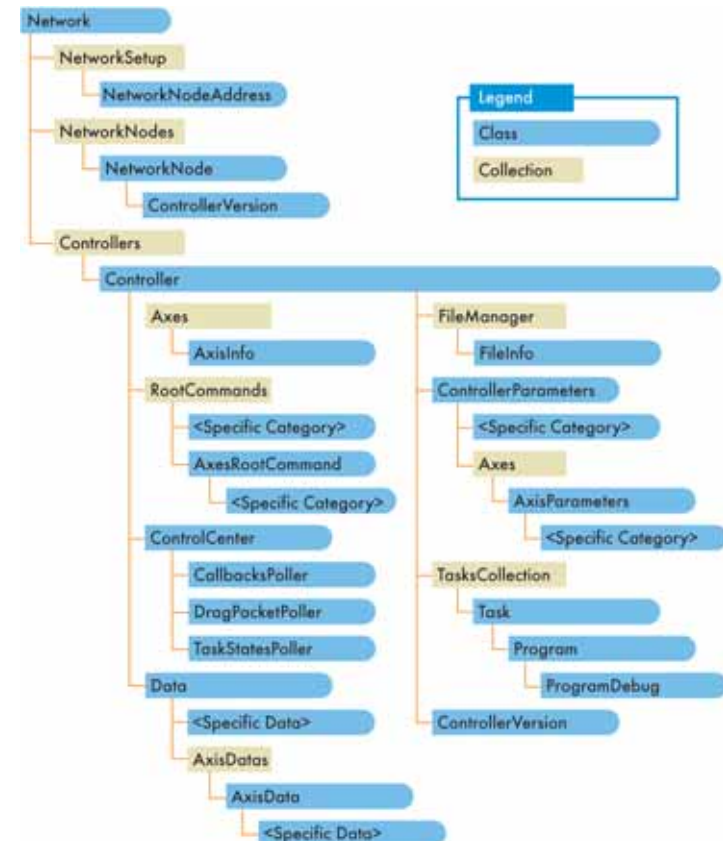 Network
NetworkSetup
NetworkNodeAddress
NetworkNodes
NetworkNode
ControllerVersion
Controllers
Controller
Legend
Class
Collection
Axes
AxisInfo
RootCommands
<Specific Category>
AxesRootCommand
<Specific Category>
ControlCenter
CallbacksPoller
DragPacketPoller
TaskStatesPoller
Data
<Specific Data>
AxisDatas
AxisData
<Specific Data>
FileManager
FileInfo
ControllerParameters
<Specific Category>
Axes
AxisParameters
<Specific Category>
TasksCollection
Task
Program
ProgramDebug
ControllerVersion